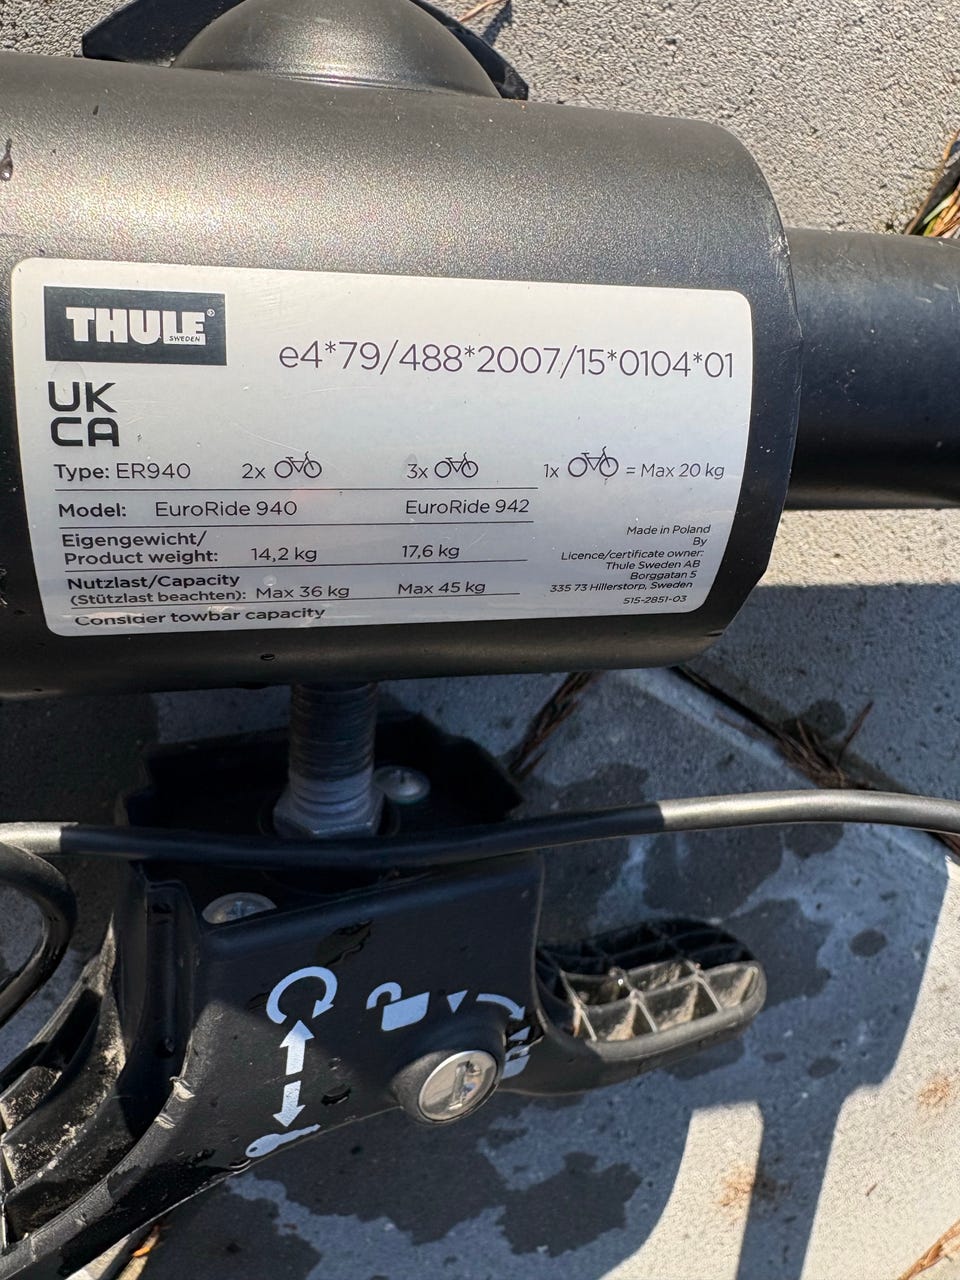 THULE®
SWEDEN
e4*79/488*2007/15*0104*01
UK
CA
Type: ER940 2x 3x 1x = Max 20 kg
Model: EuroRide 940 EuroRide 942
Eigengewicht/
Product weight: 14,2 kg 17,6 kg
Nutzlast/Capacity
(Stützlast beachten): Max 36 kg Max 45 kg
Consider towbar capacity
Made in Poland
By
Licence/certificate owner:
Thule Sweden AB
Borggatan 5
335 73 Hillerstorp, Sweden
515-2851-03